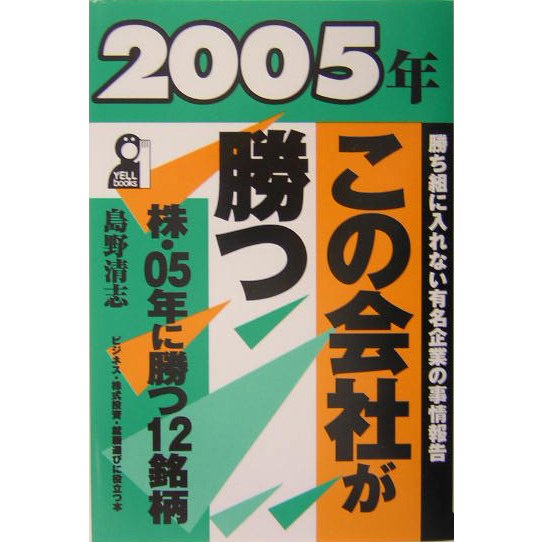 2005年
勝ち組に入れない有名企業の事情報告
この会社が
勝つ
株・05年に勝つ12銘柄
島野清志
ビジネス・株式投資・就職選びに役立つ本
YELL
books